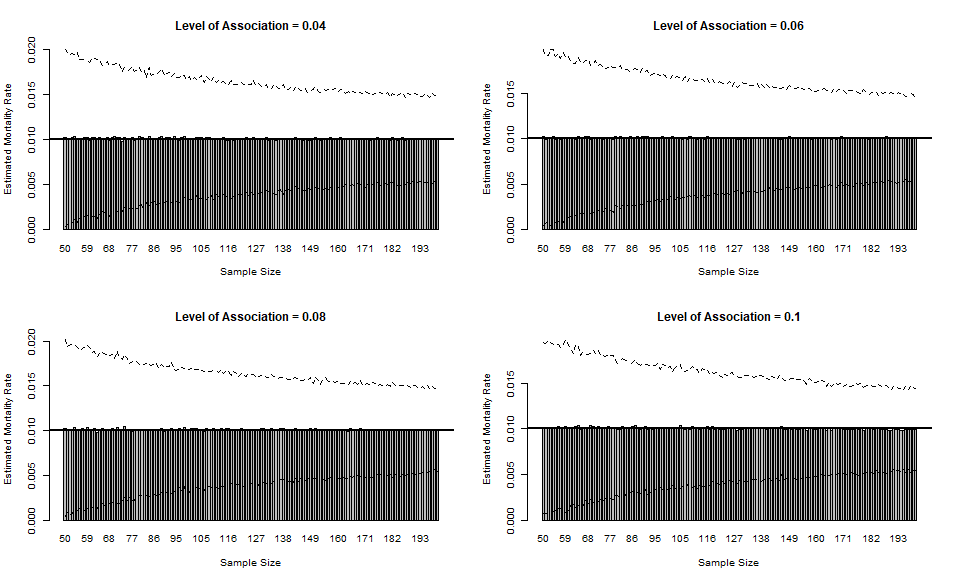 Level of Association = 0.04
Estimated Mortality Rate
0.020
0.015
0.010
0.005
0.000
50 59 68 77 86 95 105 116 127 138 149 160 171 182 193
Sample Size
Level of Association = 0.06
Estimated Mortality Rate
0.015
0.010
0.005
0.000
50 59 68 77 86 95 105 116 127 138 149 160 171 182 193
Sample Size
Level of Association = 0.08
Estimated Mortality Rate
0.020
0.015
0.010
0.005
0.000
50 59 68 77 86 95 105 116 127 138 149 160 171 182 193
Sample Size
Level of Association = 0.1
Estimated Mortality Rate
0.015
0.010
0.005
0.000
50 59 68 77 86 95 105 116 127 138 149 160 171 182 193
Sample Size